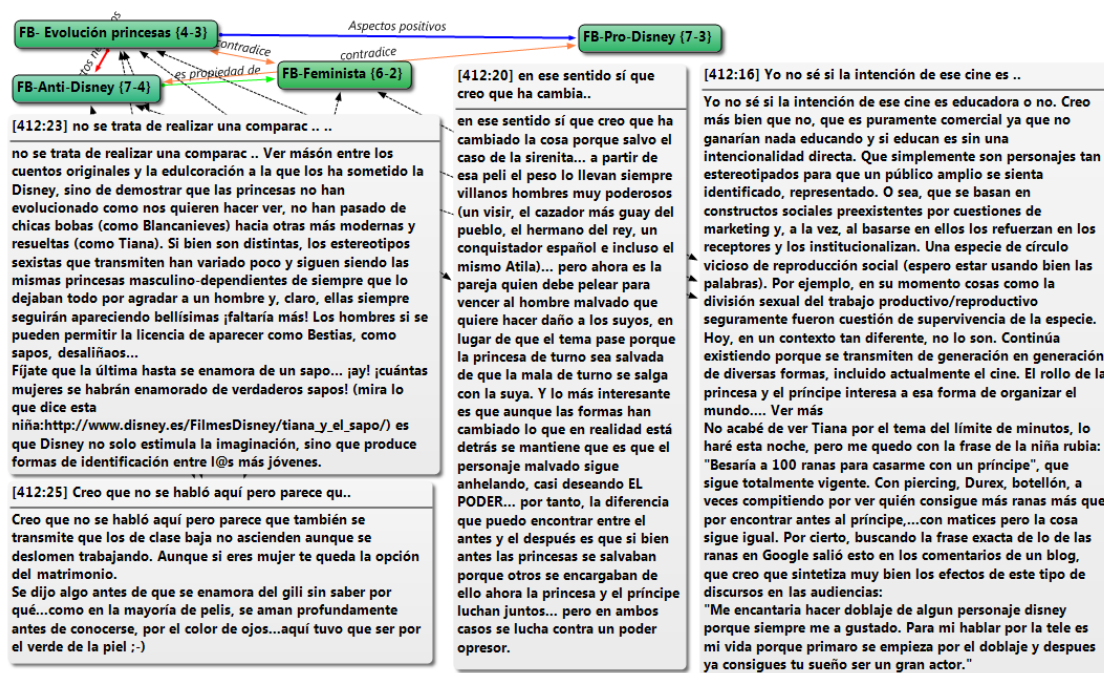 FB- Evolución princesas {4-3}
Aspectos positivos
FB-Pro-Disney {7-3}
contradice
contradice
es propiedad de
FB-Feminista {6-2}
FB-Anti-Disney {7-4}
[412:23] no se trata de realizar una comparac .. ..
no se trata de realizar una comparac .. Ver másón entre los
cuentos originales y la edulcoración a la que los ha sometido la
Disney, sino de demostrar que las princesas no han
evolucionado como nos quieren hacer ver, no han pasado de
chicas bobas (como Blancanieves) hacia otras más modernas y
resueltas (como Tiana). Si bien son distintas, los estereotipos
sexistas que transmiten han variado poco y siguen siendo las
mismas princesas masculino-dependientes de siempre que lo
dejaban todo por agradar a un hombre y, claro, ellas siempre
seguirán apareciendo bellísimas ¡faltaría más! Los hombres si se
pueden permitir la licencia de aparecer como Bestias, como
sapos, desaliñaos...
Fíjate que la última hasta se enamora de un sapo... ¡ay! ¡cuántas
mujeres se habrán enamorado de verdaderos sapos! (mira lo
que dice esta
niña:http://www.disney.es/FilmesDisney/tiana_y_el_sapo/) es
que Disney no solo estimula la imaginación, sino que produce
formas de identificación entre l@s más jóvenes.
[412:25] Creo que no se habló aquí pero parece qu..
Creo que no se habló aquí pero parece que también se
transmite que los de clase baja no ascienden aunque se
deslomen trabajando. Aunque si eres mujer te queda la opción
del matrimonio.
Se dijo algo antes de que se enamora del gili sin saber por
qué...como en la mayoría de pelis, se aman profundamente
antes de conocerse, por el color de ojos...aquí tuvo que ser por
el verde de la piel ;-)
[412:20] en ese sentido sí que
creo que ha cambia..
en ese sentido sí que creo que ha
cambiado la cosa porque salvo el
caso de la sirenita... a partir de
esa peli el peso lo llevan siempre
villanos hombres muy poderosos
(un visir, el cazador más guay del
pueblo, el hermano del rey, un
conquistador español e incluso el
mismo Atila)... pero ahora es la
pareja quien debe pelear para
vencer al hombre malvado que
quiere hacer daño a los suyos, en
lugar de que el tema pase porque
la princesa de turno sea salvada
de que la mala de turno se salga
con la suya. Y lo más interesante
es que aunque las formas han
cambiado lo que en realidad está
detrás se mantiene que es que el
personaje malvado sigue
anhelando, casi deseando EL
PODER... por tanto, la diferencia
que puedo encontrar entre el
antes y el después es que si bien
antes las princesas se salvaban
porque otros se encargaban de
ello ahora la princesa y el príncipe
luchan juntos... pero en ambos
casos se lucha contra un poder
opresor.
[412:16] Yo no sé si la intención de ese cine es ..
Yo no sé si la intención de ese cine es educadora o no. Creo
más bien que no, que es puramente comercial ya que no
ganarían nada educando y si educan es sin una
intencionalidad directa. Que simplemente son personajes tan
estereotipados para que un público amplio se sienta
identificado, representado. O sea, que se basan en
constructos sociales preexistentes por cuestiones de
marketing y, a la vez, al basarse en ellos los refuerzan en los
receptores y los institucionalizan. Una especie de círculo
vicioso de reproducción social (espero estar usando bien las
palabras). Por ejemplo, en su momento cosas como la
división sexual del trabajo productivo/reproductivo
seguramente fueron cuestión de supervivencia de la especie.
Hoy, en un contexto tan diferente, no lo son. Continúa
existiendo porque se transmiten de generación en generación
de diversas formas, incluido actualmente el cine. El rollo de la
princesa y el príncipe interesa a esa forma de organizar el
mundo.... Ver más
No acabé de ver Tiana por el tema del límite de minutos, lo
haré esta noche, pero me quedo con la frase de la niña rubia:
"Besaría a 100 ranas para casarme con un príncipe", que
sigue totalmente vigente. Con piercing, Durex, botellón, a
veces compitiendo por ver quién consigue más ranas más que
por encontrar antes al príncipe,...con matices pero la cosa
sigue igual. Por cierto, buscando la frase exacta de lo de las
ranas en Google salió esto en los comentarios de un blog,
que creo que sintetiza muy bien los efectos de este tipo de
discursos en las audiencias:
"Me encantaria hacer doblaje de algun personaje disney
porque siempre me a gustado. Para mi hablar por la tele es
mi vida porque primaro se empieza por el doblaje y despues
ya consigues tu sueño ser un gran actor."